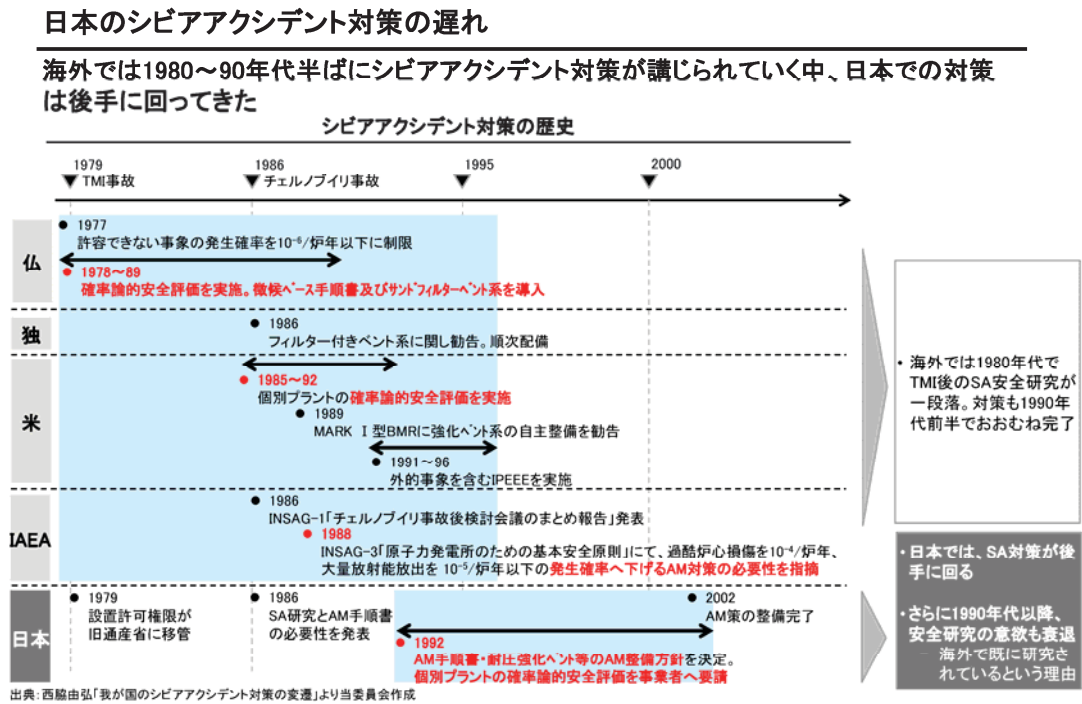 日本のシビアアクシデント対策の遅れ
海外では1980～90年代半ばにシビアアクシデント対策が講じられていく中、日本での対策
は後手に回ってきた
シビアアクシデント対策の歴史
1979
TMI事故
1986
チェルノブイリ事故
1995
2000
仏
1977
許容できない事象の発生確率を10⁻⁶/炉年以下に制限
1978～89
確率論的安全評価を実施。徴候ﾍﾞｰｽ手順書及びｻﾝﾄﾞﾌｨﾙﾀｰﾍﾞﾝﾄ系を導入
独
1986
フィルター付きベント系に関し勧告。順次配備
米
1985～92
個別プラントの確率論的安全評価を実施
1989
MARK Ⅰ型BMRに強化ﾍﾞﾝﾄ系の自主整備を勧告
1991～96
外的事象を含むIPEEEを実施
IAEA
1986
INSAG-1「チェルノブイリ事故後検討会議のまとめ報告」発表
1988
INSAG-3「原子力発電所のための基本安全原則」にて、過酷炉心損傷を10⁻⁴/炉年、
大量放射能放出を 10⁻⁵/炉年以下の発生確率へ下げるAM対策の必要性を指摘
日本
1979
設置許可権限が
旧通産省に移管
1986
SA研究とAM手順書
の必要性を発表
1992
AM手順書・耐圧強化ﾍﾞﾝﾄ等のAM整備方針を決定。
個別プラントの確率論的安全評価を事業者へ要請
2002
AM策の整備完了
・海外では1980年代で
TMI後のSA安全研究が
一段落。対策も1990年
代前半でおおむね完了
・日本では、SA対策が後
手に回る
・さらに1990年代以降、
安全研究の意欲も衰退
－ 海外で既に研究さ
れているという理由
出典：西脇由弘「我が国のシビアアクシデント対策の変遷」より当委員会作成